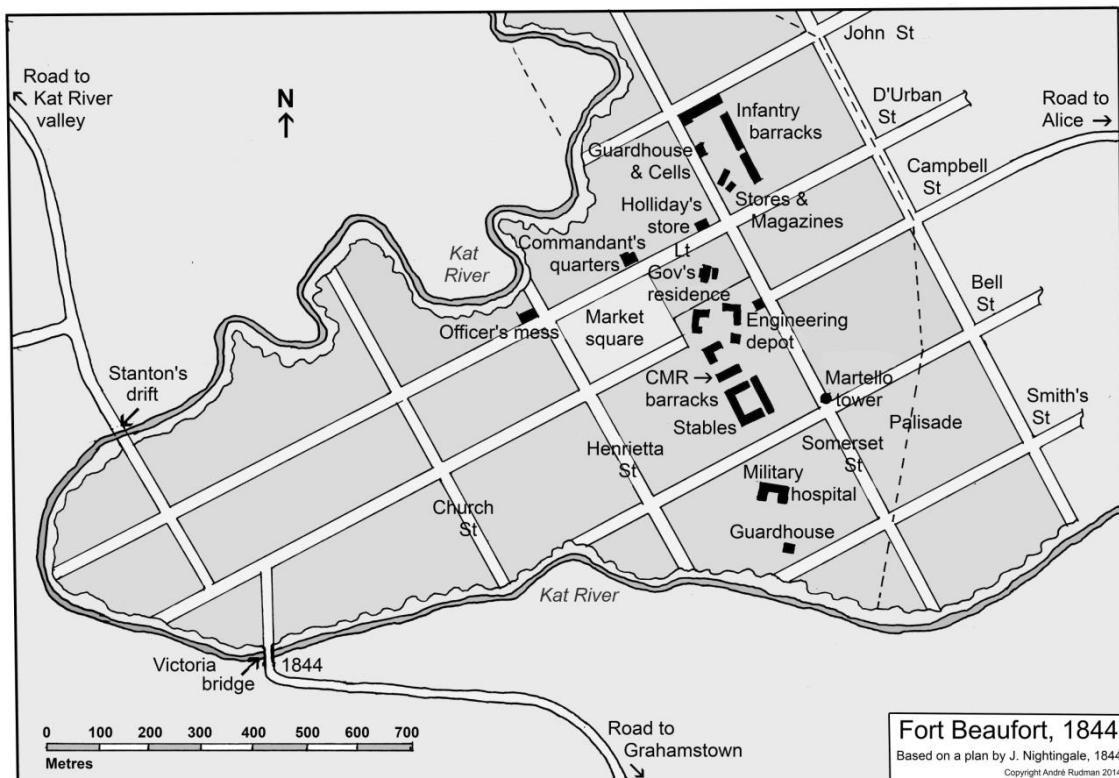 John St
Road to
Kat River
valley
N
D'Urban
St
Road to
Alice →
Infantry
barracks
Guardhouse
& Cells
Campbell
St
Stores &
Magazines
Holliday's
store
Commandant's
quarters
Lt
Gov's
residence
Kat
River
Bell
St
Officer's mess
Market
square
Engineering
depot
Stanton's
drift
CMR →
barracks
Martello
tower
Smith's
St
Stables
Palisade
Henrietta
St
Somerset
St
Military
hospital
Church
St
Guardhouse
Kat River
Victoria
bridge
1844
Road to
Grahamstown
0 100 200 300 400 500 600 700
Metres
Fort Beaufort, 1844
Based on a plan by J. Nightingale, 1844
Copyright André Rudman 2014